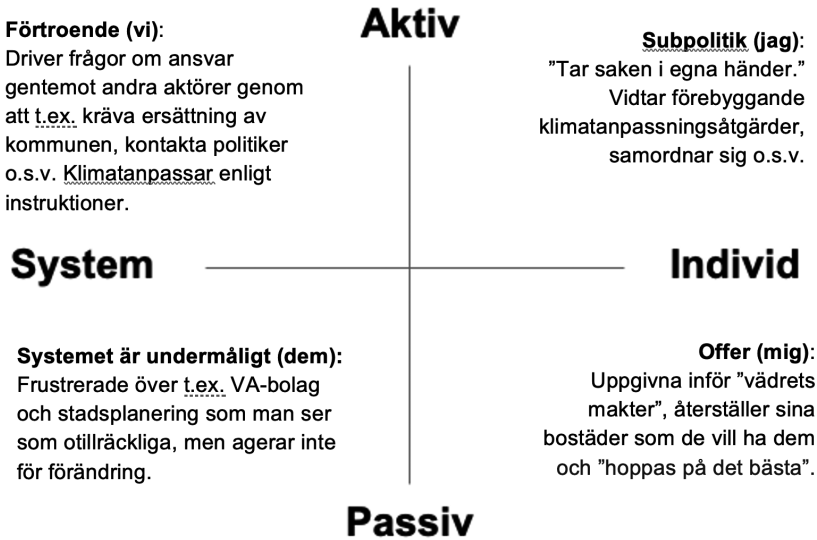 Aktiv
Förtroende (vi):
Driver frågor om ansvar
gentemot andra aktörer genom
att t.ex. kräva ersättning av
kommunen, kontakta politiker
o.s.v. Klimatanpassar enligt
instruktioner.
Subpolitik (jag):
”Tar saken i egna händer.”
Vidtar förebyggande
klimatanpassningsåtgärder,
samordnar sig o.s.v.
System
Individ
Systemet är undermåligt (dem):
Frustrerade över t.ex. VA-bolag
och stadsplanering som man ser
som otillräckliga, men agerar inte
för förändring.
Offer (mig):
Uppgivna inför ”vädrets
makter”, återställer sina
bostäder som de vill ha dem
och ”hoppas på det bästa”.
Passiv